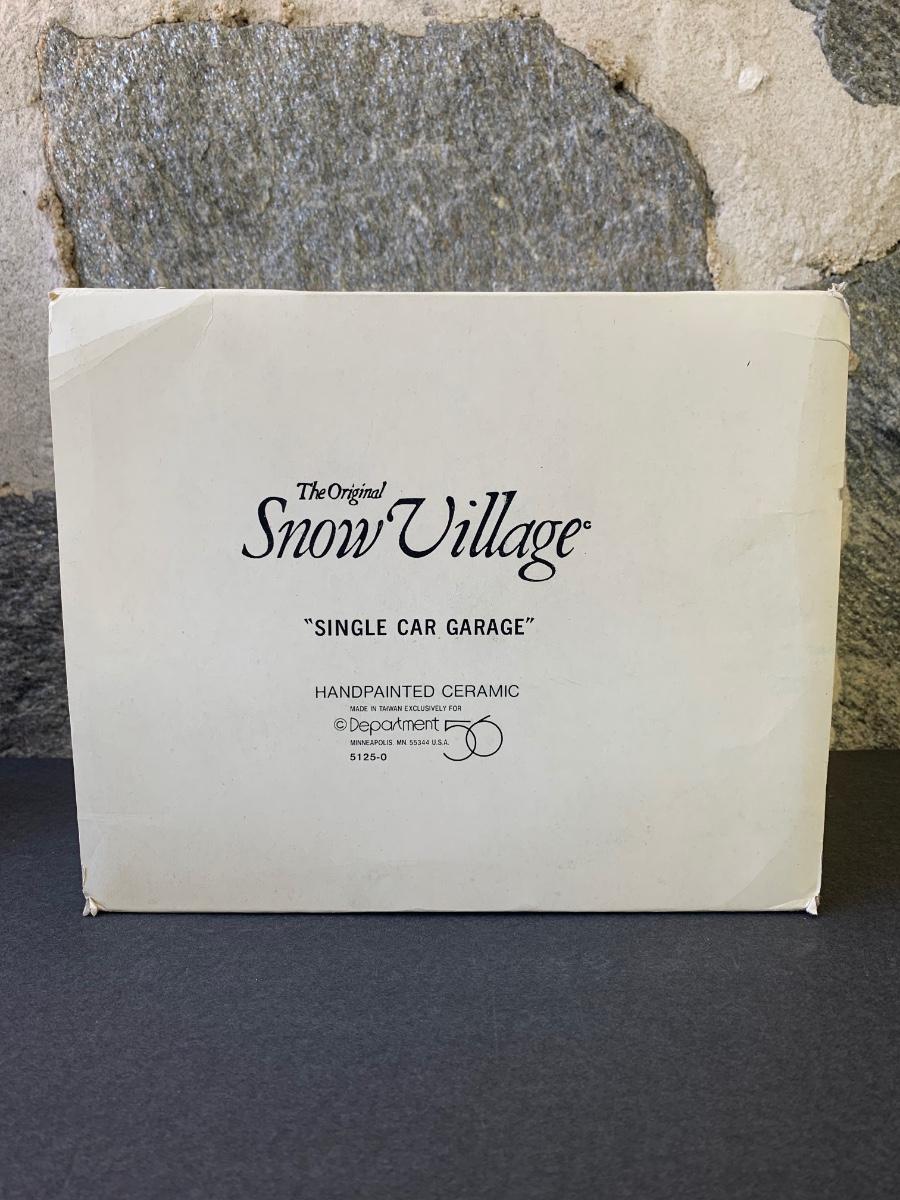 The Original
Snow Village©
"SINGLE CAR GARAGE"
HANDPAINTED CERAMIC
MADE IN TAIWAN EXCLUSIVELY FOR
© Department 56
MINNEAPOLIS, MN 55344 U.S.A.
5125-0